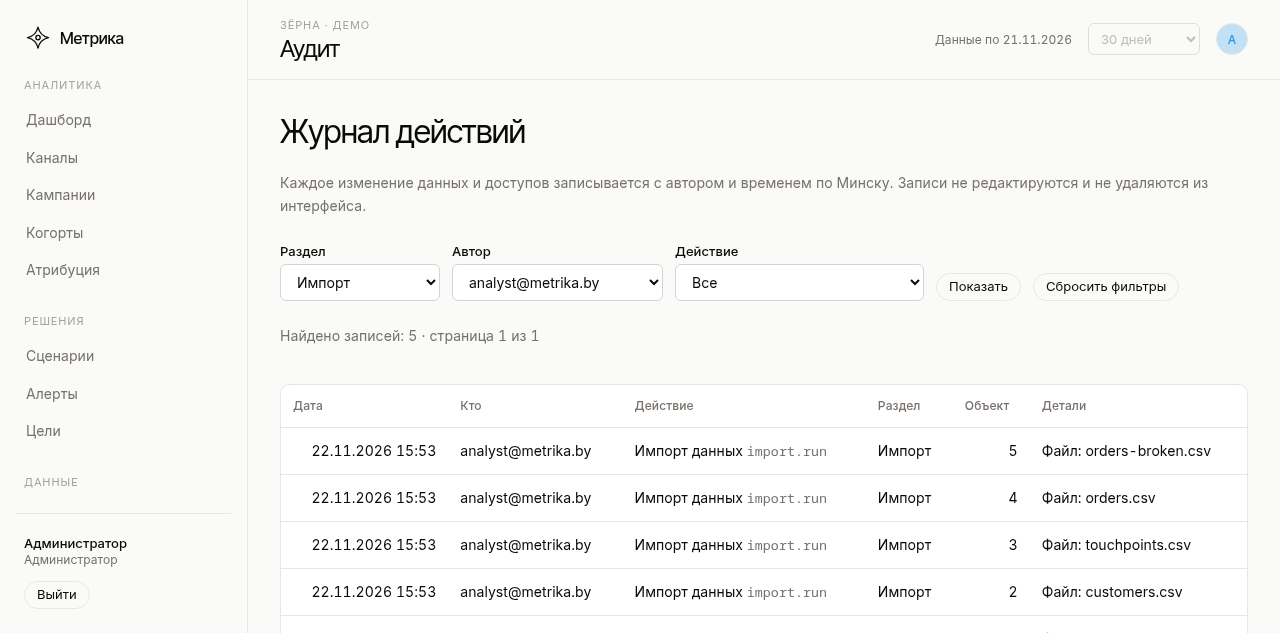 Метрика
АНАЛИТИКА
Дашборд
Каналы
Кампании
Когорты
Атрибуция
РЕШЕНИЯ
Сценарии
Алерты
Цели
ДАННЫЕ
Администратор
Администратор
Выйти
ЗЁРНА · ДЕМО
Аудит
Данные по 21.11.2026
30 дней
А
Журнал действий
Каждое изменение данных и доступов записывается с автором и временем по Минску. Записи не редактируются и не удаляются из
интерфейса.
Раздел Автор Действие
Импорт analyst@metrika.by Все Показать Сбросить фильтры
Найдено записей: 5 · страница 1 из 1
Дата Кто Действие Раздел Объект Детали
22.11.2026 15:53 analyst@metrika.by Импорт данных import.run Импорт 5 Файл: orders-broken.csv
22.11.2026 15:53 analyst@metrika.by Импорт данных import.run Импорт 4 Файл: orders.csv
22.11.2026 15:53 analyst@metrika.by Импорт данных import.run Импорт 3 Файл: touchpoints.csv
22.11.2026 15:53 analyst@metrika.by Импорт данных import.run Импорт 2 Файл: customers.csv